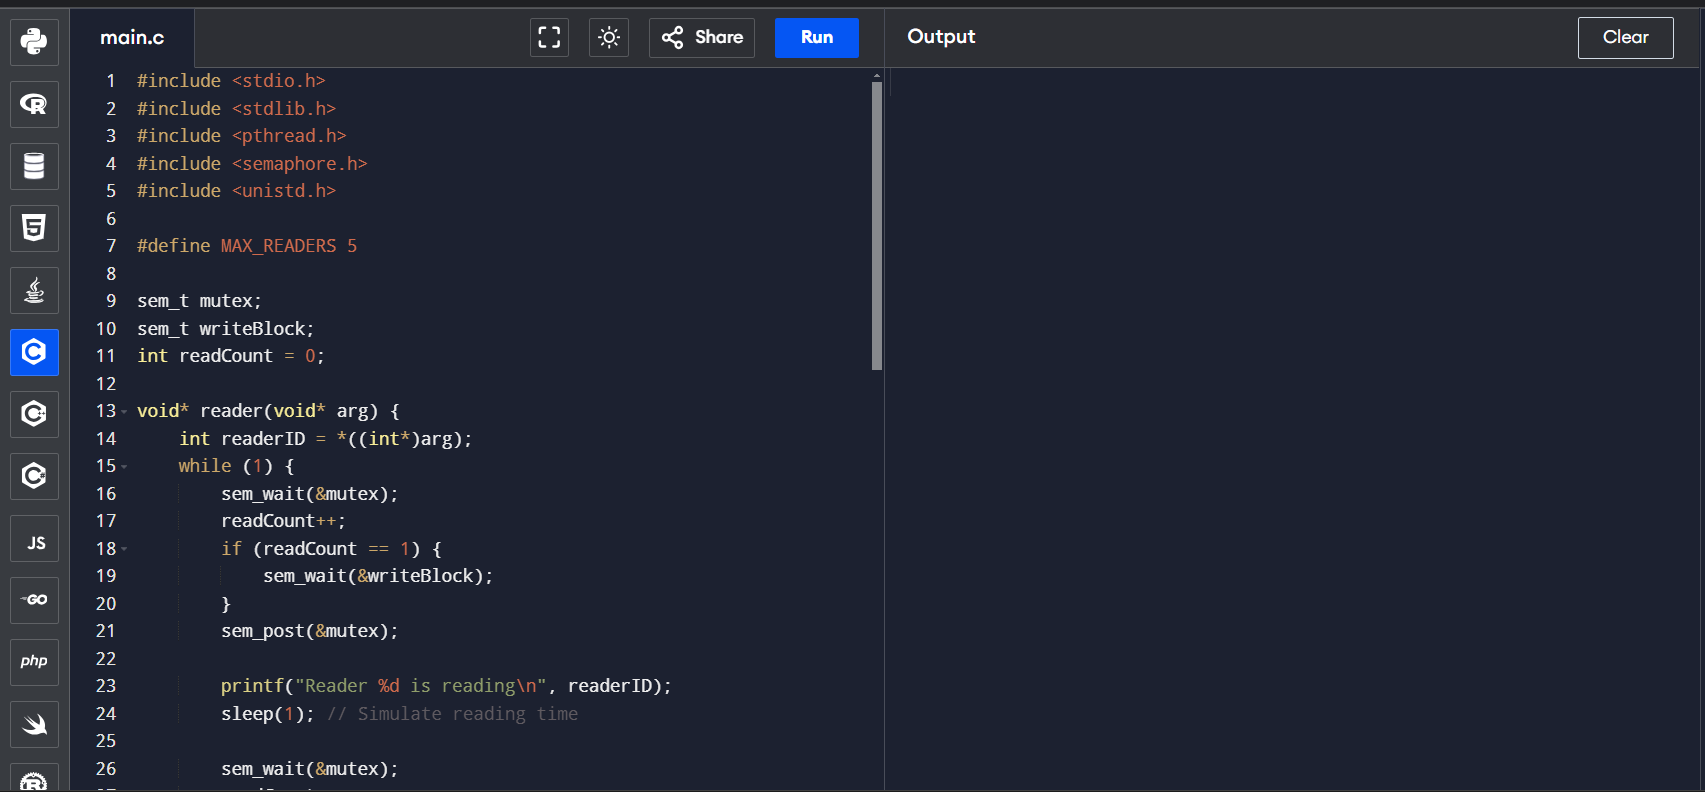 main.c
Share
Run
Output
Clear
1 #include <stdio.h>
2 #include <stdlib.h>
3 #include <pthread.h>
4 #include <semaphore.h>
5 #include <unistd.h>
6
7 #define MAX_READERS 5
8
9 sem_t mutex;
10 sem_t writeBlock;
11 int readCount = 0;
12
13 void* reader(void* arg) {
14 int readerID = *((int*)arg);
15 while (1) {
16 sem_wait(&mutex);
17 readCount++;
18 if (readCount == 1) {
19 sem_wait(&writeBlock);
20 }
21 sem_post(&mutex);
22
23 printf("Reader %d is reading\n", readerID);
24 sleep(1); // Simulate reading time
25
26 sem_wait(&mutex);
R
5
C
C
C
JS
GO
php
R